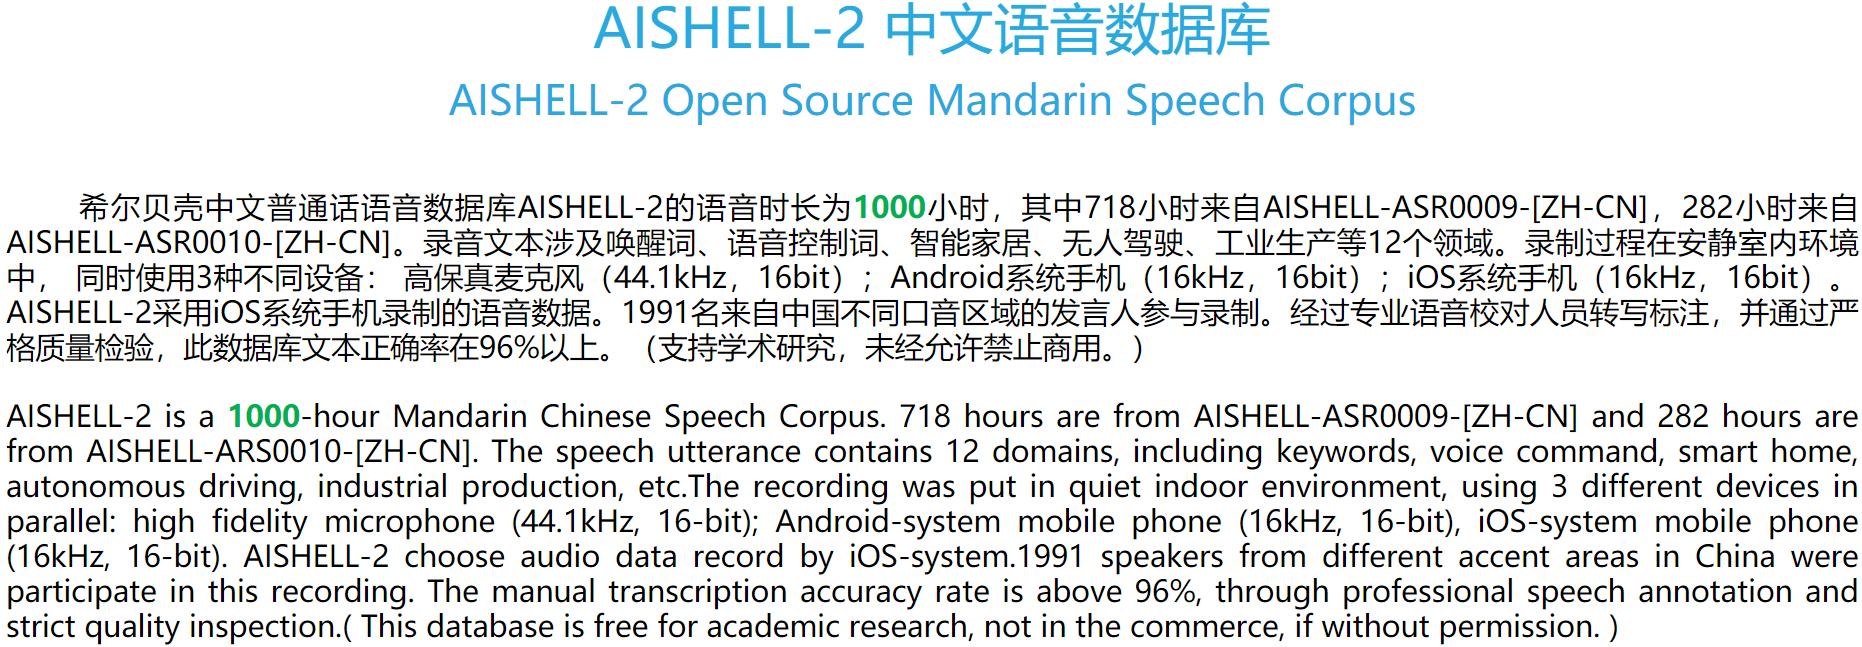 AISHELL-2 中文语音数据库
AISHELL-2 Open Source Mandarin Speech Corpus
希尔贝壳中文普通话语音数据库AISHELL-2的语音时长为1000小时，其中718小时来自AISHELL-ASR0009-[ZH-CN]，282小时来自
AISHELL-ASR0010-[ZH-CN]。录音文本涉及唤醒词、语音控制词、智能家居、无人驾驶、工业生产等12个领域。录制过程在安静室内环境
中， 同时使用3种不同设备： 高保真麦克风（44.1kHz，16bit）；Android系统手机（16kHz，16bit）；iOS系统手机（16kHz，16bit）。
AISHELL-2采用iOS系统手机录制的语音数据。1991名来自中国不同口音区域的发言人参与录制。经过专业语音校对人员转写标注，并通过严
格质量检验，此数据库文本正确率在96%以上。（支持学术研究，未经允许禁止商用。）
AISHELL-2 is a 1000-hour Mandarin Chinese Speech Corpus. 718 hours are from AISHELL-ASR0009-[ZH-CN] and 282 hours are
from AISHELL-ARS0010-[ZH-CN]. The speech utterance contains 12 domains, including keywords, voice command, smart home,
autonomous driving, industrial production, etc.The recording was put in quiet indoor environment, using 3 different devices in
parallel: high fidelity microphone (44.1kHz, 16-bit); Android-system mobile phone (16kHz, 16-bit), iOS-system mobile phone
(16kHz, 16-bit). AISHELL-2 choose audio data record by iOS-system.1991 speakers from different accent areas in China were
participate in this recording. The manual transcription accuracy rate is above 96%, through professional speech annotation and
strict quality inspection.( This database is free for academic research, not in the commerce, if without permission. )